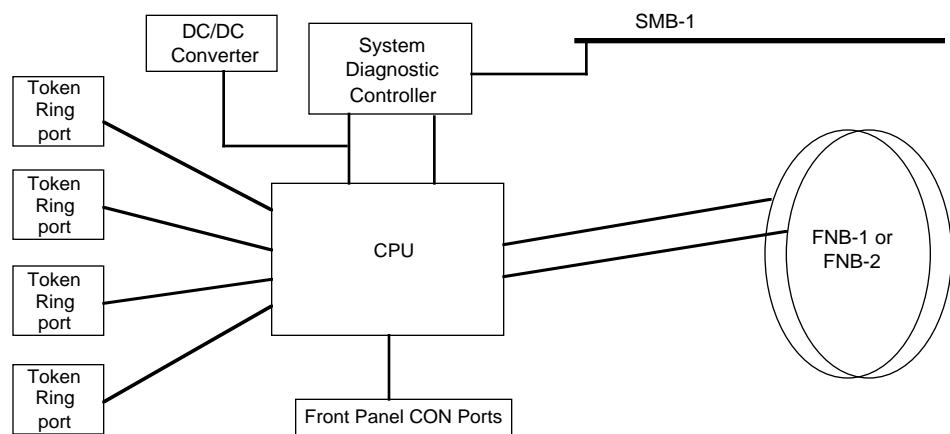 SMB-1
DC/DC
Converter
System
Diagnostic
Controller
Token
Ring
port
Token
Ring
port
Token
Ring
port
Token
Ring
port
CPU
FNB-1 or
FNB-2
Front Panel CON Ports